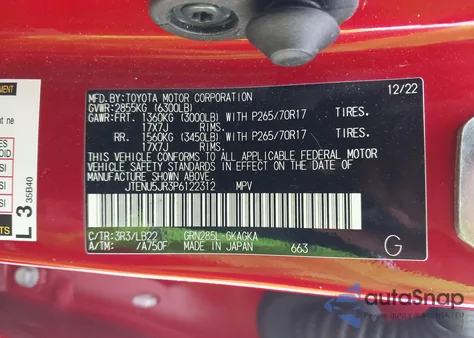 MFD. BY: TOYOTA MOTOR CORPORATION 12/22
GVWR: 2855KG (6300LB)
GAWR: FRT. 1360KG (3000LB) WITH P265/70R17 TIRES.
17X7J RIMS.
RR. 1560KG (3450LB) WITH P265/70R17 TIRES.
17X7J RIMS.
THIS VEHICLE CONFORMS TO ALL APPLICABLE FEDERAL MOTOR
VEHICLE SAFETY STANDARDS IN EFFECT ON THE DATE OF
MANUFACTURE SHOWN ABOVE.
JTENU5JR3P6122312 MPV
C/TR: 3R3/LB22 GRN285L-GKAGKA
A/TM: /A750F MADE IN JAPAN 663
G
L 3 35B40
autoSnap